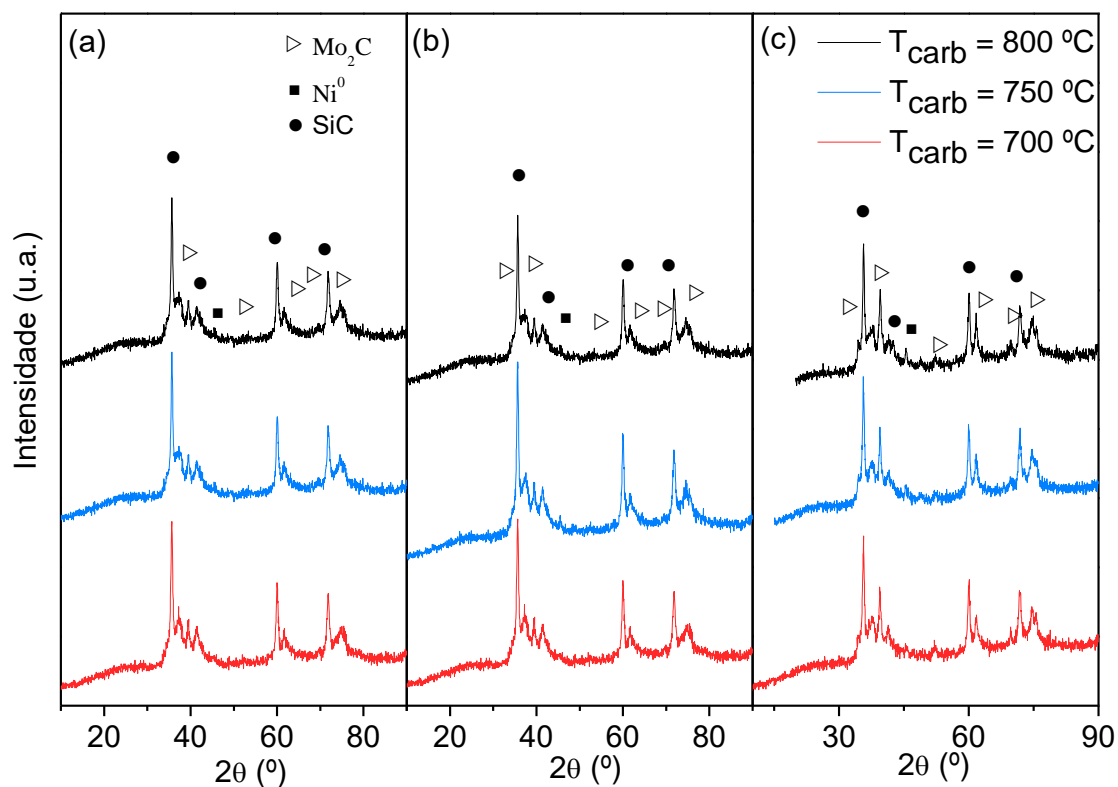 (a)
Mo2C
Ni0
SiC
(b)
(c)
Tcarb = 800 ºC
Tcarb = 750 ºC
Tcarb = 700 ºC
Intensidade (u.a.)
20 40 60 80
20 40 60 80
30 60 90
2θ (º)
2θ (º)
2θ (º)